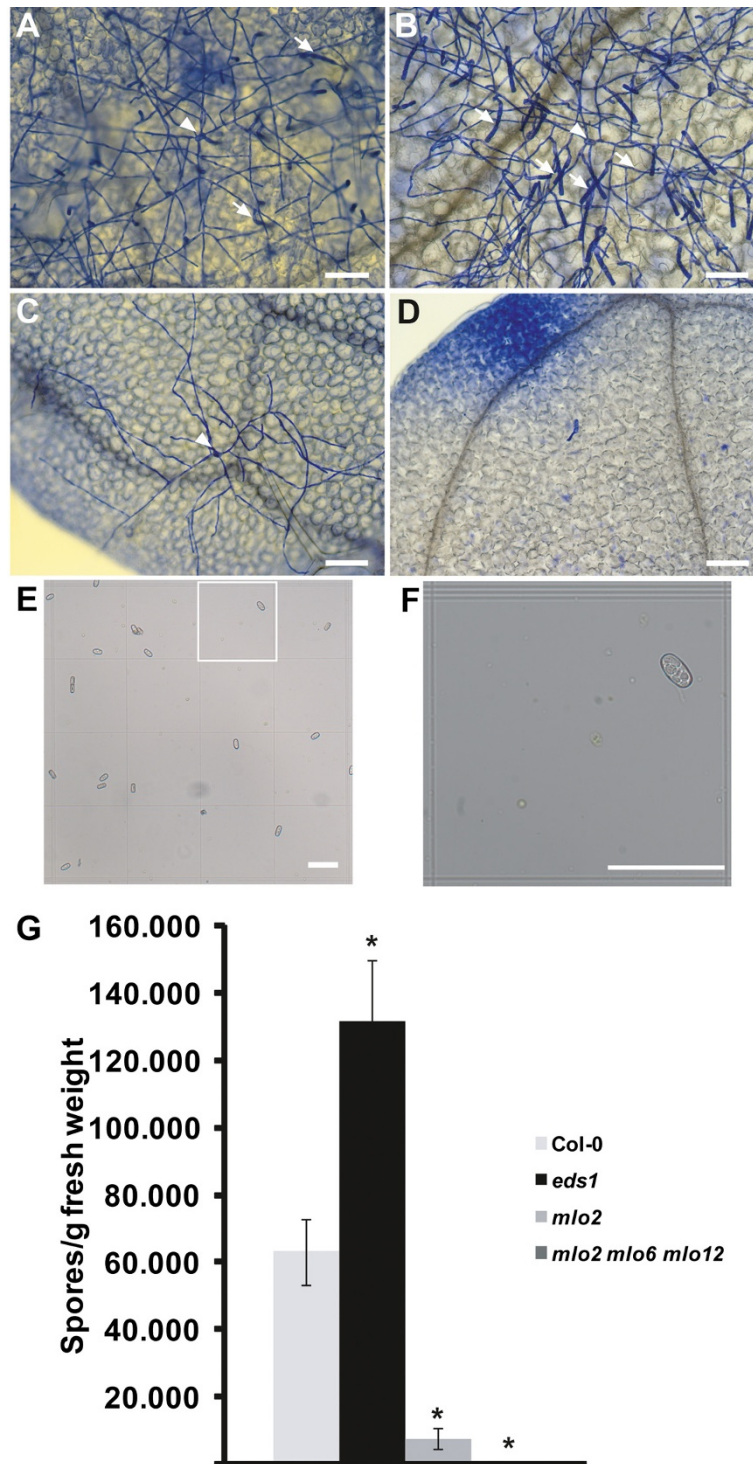 A
B
C
D
E
F
G
160.000
140.000
120.000
100.000
80.000
60.000
40.000
20.000
Spores/g fresh weight
*
*
*
Col-0
eds1
mlo2
mlo2 mlo6 mlo12